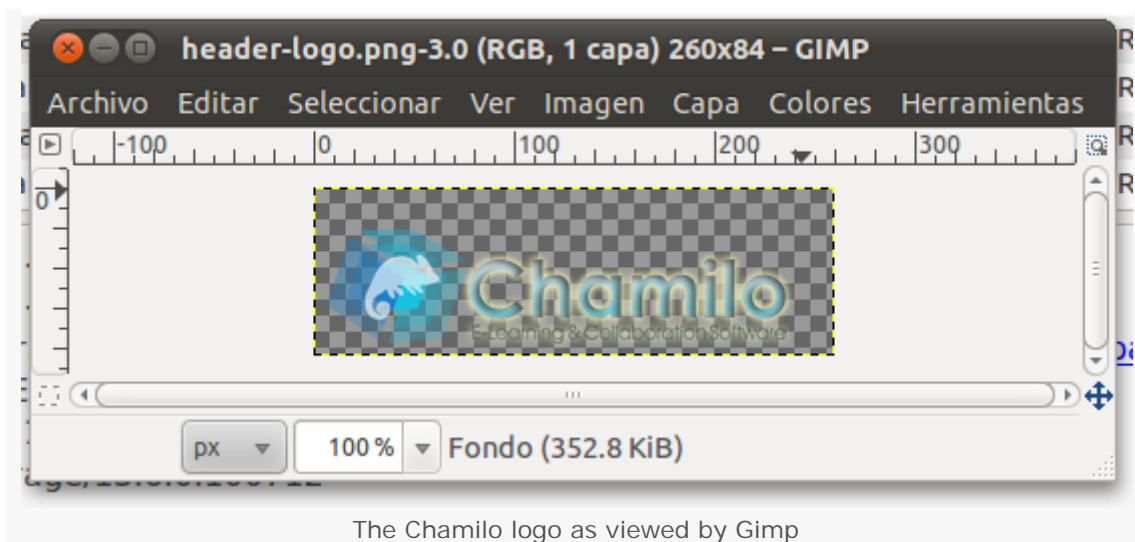 header-logo.png-3.0 (RGB, 1 capa) 260x84 – GIMP
Archivo Editar Seleccionar Ver Imagen Capa Colores Herramientas
-100 0 100 200 300
0
Chamilo
E-Learning & Collaboration Software
px 100 % Fondo (352.8 KiB)
The Chamilo logo as viewed by Gimp